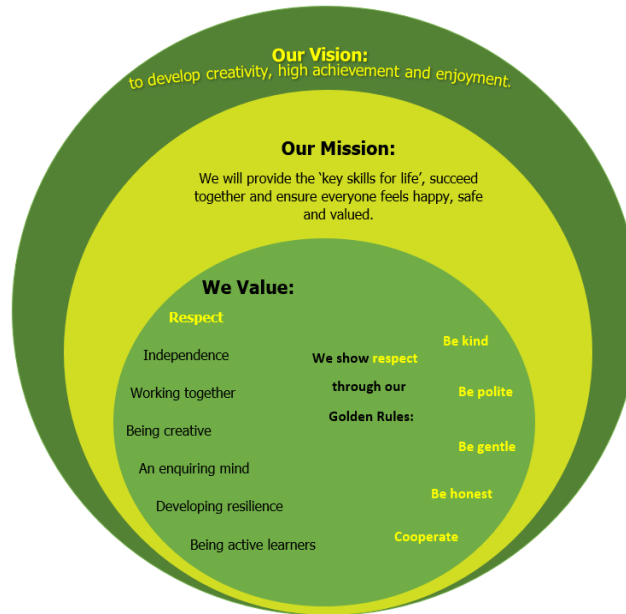 Our Vision:
to develop creativity, high achievement and enjoyment.
Our Mission:
We will provide the ‘key skills for life’, succeed
together and ensure everyone feels happy, safe
and valued.
We Value:
Respect
Independence
Working together
Being creative
An enquiring mind
Developing resilience
Being active learners
We show respect
through our
Golden Rules:
Be kind
Be polite
Be gentle
Be honest
Cooperate